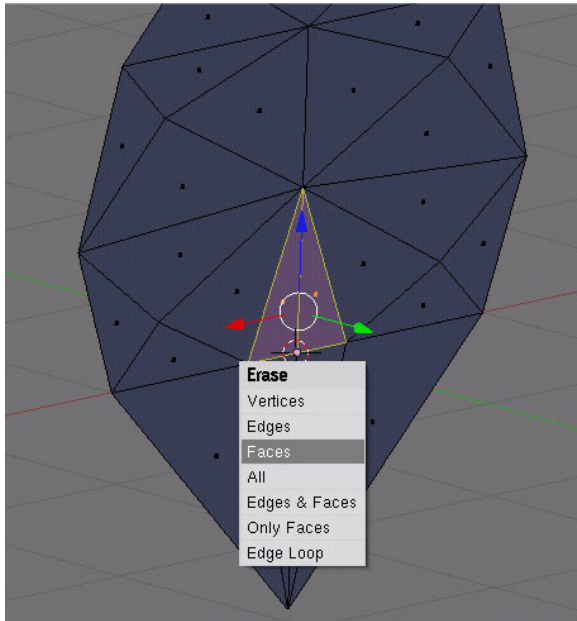 Erase
Vertices
Edges
Faces
All
Edges & Faces
Only Faces
Edge Loop